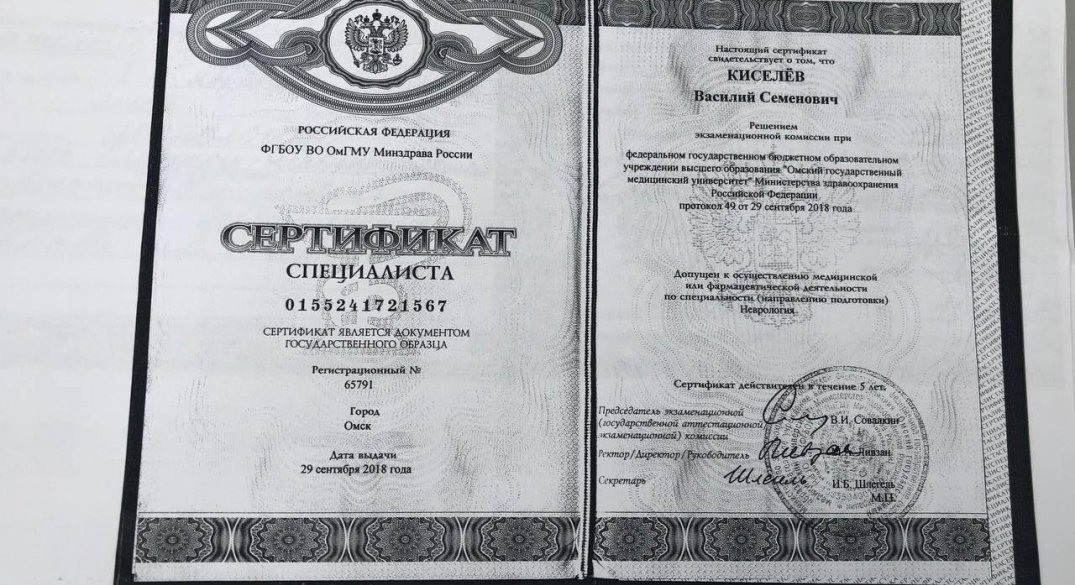 РОССИЙСКАЯ ФЕДЕРАЦИЯ
ФГБОУ ВО ОмГМУ Минздрава России
СЕРТИФИКАТ
СПЕЦИАЛИСТА
0155241721567
СЕРТИФИКАТ ЯВЛЯЕТСЯ ДОКУМЕНТОМ
ГОСУДАРСТВЕННОГО ОБРАЗЦА
Регистрационный №
65791
Город
Омск
Дата выдачи
29 сентября 2018 года
Настоящий сертификат
свидетельствует о том, что
КИСЕЛЁВ
Василий Семенович
Решением
экзаменационной комиссии при
федеральном государственном бюджетном образовательном
учреждении высшего образования "Омский государственный
медицинский университет" Министерства здравоохранения
Российской Федерации
протокол 49 от 29 сентября 2018 года
Допущен к осуществлению медицинской
или фармацевтической деятельности
по специальности (направлению подготовки)
Неврология
Сертификат действителен в течение 5 лет.
Председатель экзаменационной
(государственной аттестационной
экзаменационной) комиссии
В.И. Совалкин
Ректор/Директор/Руководитель
Ливзан
Секретарь
Шлегель
И.Б. Шлегель
М.П.